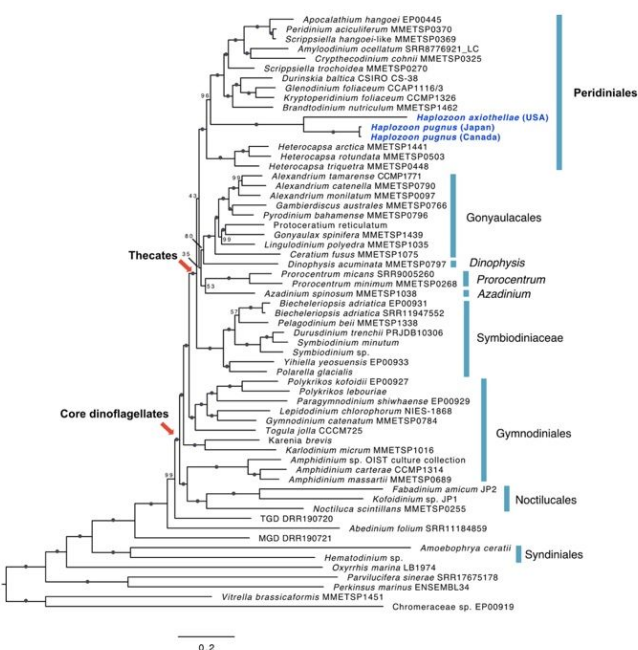 Apocalathium hangoei EP00445
Peridinium aciculiferum MMETSP0370
Scrippsiella hangoei-like MMETSP0369
Amyloodinium ocellatum SRR8776921_LC
Crypthecodinium cohnii MMETSP0325
Scrippsiella trochoidea MMETSP0270
Durinskia baltica CSIRO CS-38
Glenodinium foliaceum CCAP1116/3
Kryptoperidinium foliaceum CCMP1326
Brandtodinium nutriculum MMETSP1462
Haplozoon axiothellae (USA)
Haplozoon pugnus (Japan)
Haplozoon pugnus (Canada)
Heterocapsa arctica MMETSP1441
Heterocapsa rotundata MMETSP0503
Heterocapsa triquetra MMETSP0448
Peridiniales
96
Alexandrium tamarense CCMP1771
Alexandrium catenella MMETSP0790
Alexandrium monilatum MMETSP0097
Gambierdiscus australes MMETSP0766
Pyrodinium bahamense MMETSP0796
Protoceratium reticulatum
Gonyaulax spinifera MMETSP1439
Lingulodinium polyedra MMETSP1035
Ceratium fusus MMETSP1075
Gonyaulacales
43
99
80
35
Thecates
Dinophysis acuminata MMETSP0797
Dinophysis
Prorocentrum micans SRR9005260
Prorocentrum minimum MMETSP0268
Prorocentrum
53
Azadinium spinosum MMETSP1038
Azadinium
Biecheleriopsis adriatica EP00931
Biecheleriopsis adriatica SRR11947552
57
Pelagodinium beii MMETSP1338
Durusdinium trenchii PRJDB10306
Symbiodinium minutum
Symbiodinium sp.
Yihiella yeosuensis EP00933
Polarella glacialis
Symbiodiniaceae
Polykrikos kofoidii EP00927
Polykrikos lebouriae
Paragymnodinium shiwhaense EP00929
Lepidodinium chlorophorum NIES-1868
Gymnodinium catenatum MMETSP0784
Togula jolla CCCM725
Karenia brevis
Karlodinium micrum MMETSP1016
Amphidinium sp. OIST culture collection
Amphidinium carterae CCMP1314
Amphidinium massartii MMETSP0689
Gymnodiniales
Core dinoflagellates
99
Fabadinium amicum JP2
Kofoidinium sp. JP1
Noctiluca scintillans MMETSP0255
Noctilucales
TGD DRR190720
Abedinium folium SRR11184859
MGD DRR190721
Amoebophrya ceratii
Hematodinium sp.
Syndiniales
Oxyrrhis marina LB1974
Parvilucifera sinerae SRR17675178
Perkinsus marinus ENSEMBL34
Vitrella brassicaformis MMETSP1451
Chromeraceae sp. EP00919
0.2